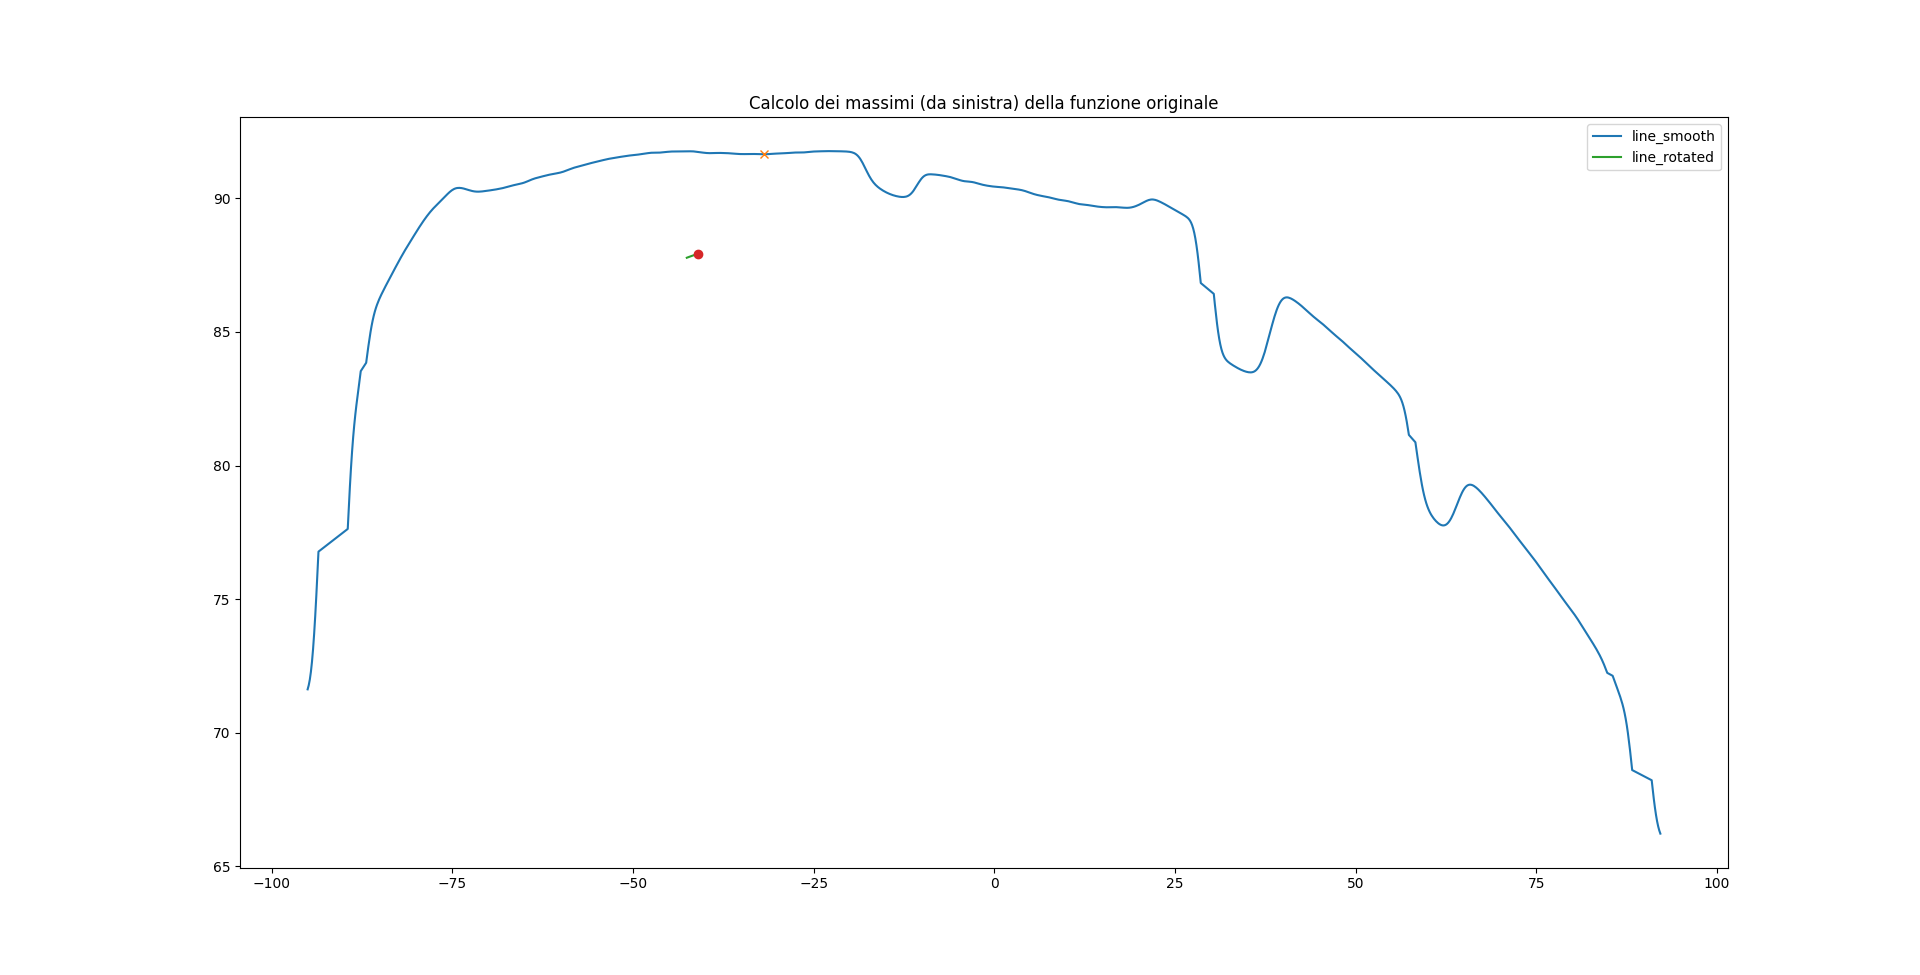 Calcolo dei massimi (da sinistra) della funzione originale
line_smooth
line_rotated
90
85
80
75
70
65
−100 −75 −50 −25 0 25 50 75 100